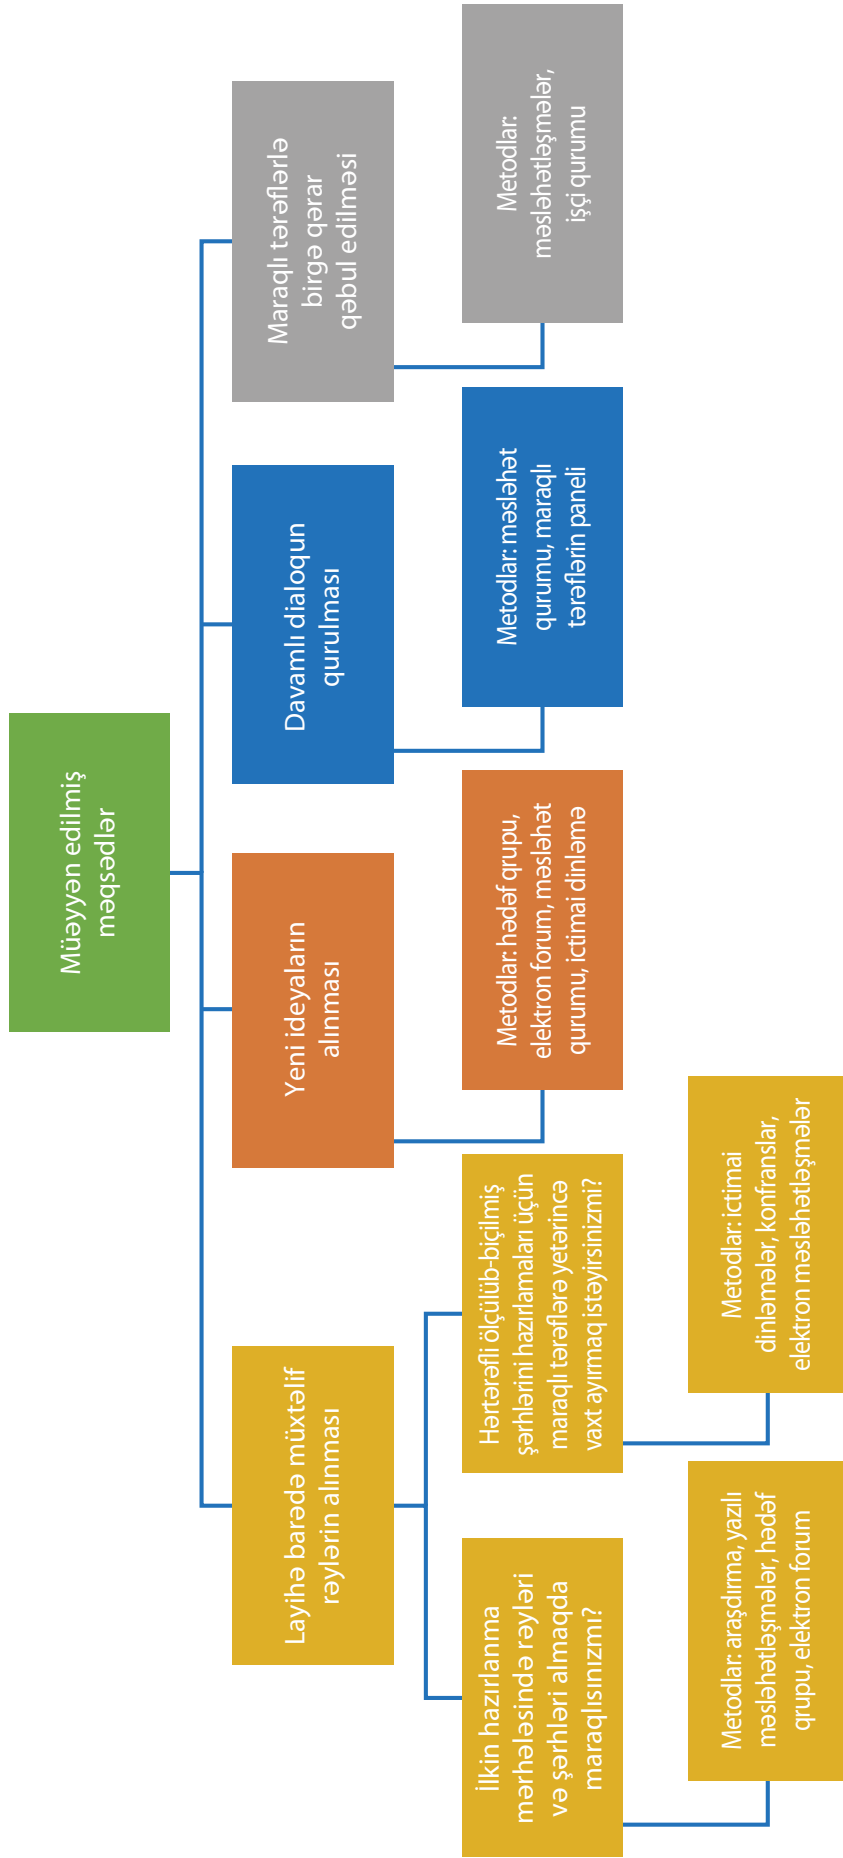 Müəyyən edilmiş
məqsədlər
Layihə barədə müxtəlif
rəylərin alınması
Yeni ideyaların
alınması
Davamlı dialoqun
qurulması
Maraqlı tərəflərlə
birgə qərar
qəbul edilməsi
İlkin hazırlanma
mərhələsində rəyləri
və şərhləri almaqda
maraqlısınızmı?
Hərtərəfli ölçülüb-biçilmiş
şərhlərini hazırlamaları üçün
maraqlı tərəflərə yetərincə
vaxt ayırmaq istəyirsinizmi?
Metodlar: hədəf qrupu,
elektron forum, məsləhət
qurumu, ictimai dinləmə
Metodlar: məsləhət
qurumu, maraqlı
tərəflərin paneli
Metodlar:
məsləhətləşmələr,
işçi qurumu
Metodlar: araşdırma, yazılı
məsləhətləşmələr, hədəf
qrupu, elektron forum
Metodlar: ictimai
dinləmələr, konfranslar,
elektron məsləhətləşmələr